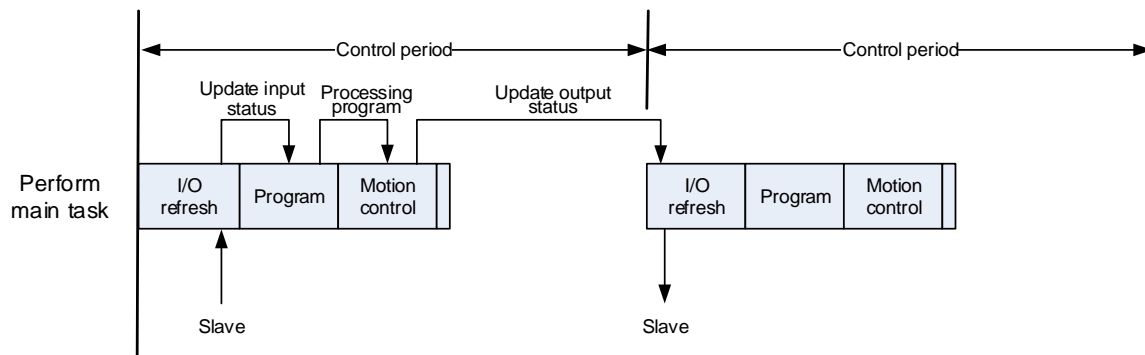 Control period
Control period
Update input
status
Processing
program
Update output
status
Perform
main task
I/O
refresh
Program
Motion
control
I/O
refresh
Program
Motion
control
Slave
Slave